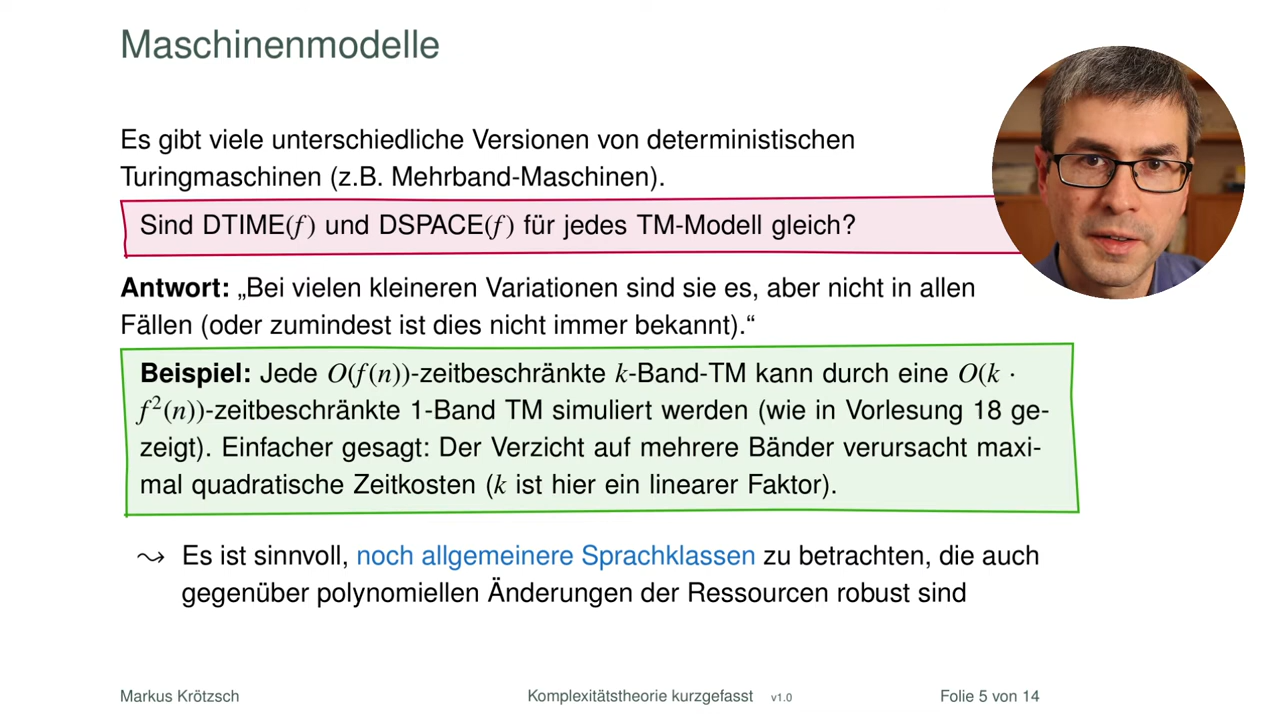 Maschinenmodelle
Es gibt viele unterschiedliche Versionen von deterministischen
Turingmaschinen (z.B. Mehrband-Maschinen).
Sind DTIME(f) und DSPACE(f) für jedes TM-Modell gleich?
Antwort: „Bei vielen kleineren Variationen sind sie es, aber nicht in allen
Fällen (oder zumindest ist dies nicht immer bekannt).“
Beispiel: Jede O(f(n))-zeitbeschränkte k-Band-TM kann durch eine O(k ·
f²(n))-zeitbeschränkte 1-Band TM simuliert werden (wie in Vorlesung 18 ge-
zeigt). Einfacher gesagt: Der Verzicht auf mehrere Bänder verursacht maxi-
mal quadratische Zeitkosten (k ist hier ein linearer Faktor).
⤳ Es ist sinnvoll, noch allgemeinere Sprachklassen zu betrachten, die auch
gegenüber polynomiellen Änderungen der Ressourcen robust sind
Markus Krötzsch Komplexitätstheorie kurzgefasst v1.0 Folie 5 von 14